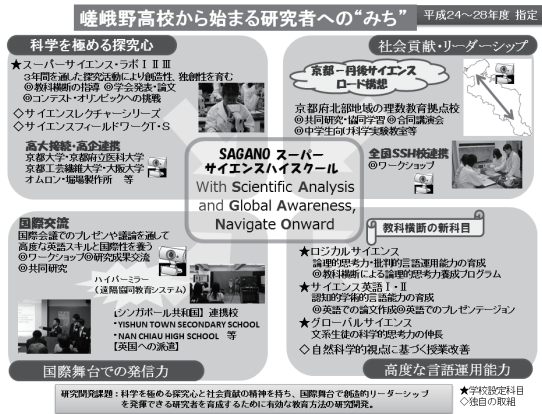 嵯峨野高校から始まる研究者への“みち”
平成24～28年度 指定
科学を極める探究心
★スーパーサイエンス・ラボⅠⅡⅢ
3年間を通した探究活動により創造性、独創性を育む
◎教科横断の指導 ◎学会発表・論文
◎コンテスト・オリンピックへの挑戦
◇サイエンスレクチャーシリーズ
◇サイエンスフィールドワークT・S
高大接続・高企連携
京都大学・京都府立医科大学
京都工芸繊維大学・大阪大学
オムロン・堀場製作所 等
社会貢献・リーダーシップ
京都－丹後サイエンス
ロード構想
京都府北部地域の理数教育拠点校
◎共同研究・協同学習 ◎合同講演会
◎中学生向け科学実験教室等
全国SSH校連携
◎ワークショップ
SAGANO スーパー
サイエンスハイスクール
With Scientific Analysis
and Global Awareness,
Navigate Onward
国際交流
国際会議でのプレゼンや議論を通して
高度な英語スキルと国際性を養う
◎ワークショップ◎研究成果交流
◎共同研究
ハイパーミラー
（遠隔協同教育システム）
【シンガポール共和国】連携校
・YISHUN TOWN SECONDARY SCHOOL
・NAN CHIAU HIGH SCHOOL 等
【英国への派遣】
国際舞台での発信力
教科横断の新科目
★ロジカルサイエンス
論理的思考力・批判的言語運用能力の育成
◎教科横断による論理的思考力養成プログラム
★サイエンス英語Ⅰ・Ⅱ
認知的学術的言語能力の育成
◎英語での論文作成◎英語でのプレゼンテーション
★グローバルサイエンス
文系生徒の科学的思考力の伸長
◇自然科学的視点に基づく授業改善
高度な言語運用能力
研究開発課題：科学を極める探究心と社会貢献の精神を持ち、国際舞台で創造的リーダーシップ
を発揮できる研究者を育成するために有効な教育方法の研究開発。
★学校設定科目
◇独自の取組